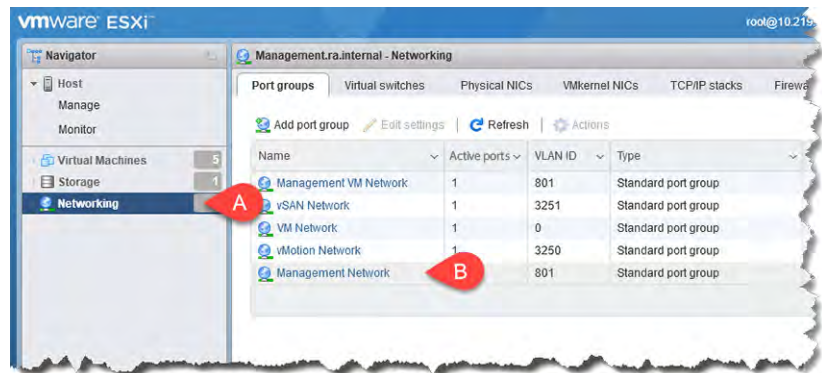 vmware ESXi
root@10.219
Navigator
Host
Manage
Monitor
Virtual Machines 5
Storage 1
Networking
A
Management.ra.internal - Networking
Port groups Virtual switches Physical NICs VMkernel NICs TCP/IP stacks Firewa
Add port group Edit settings Refresh Actions
Name Active ports VLAN ID Type
Management VM Network 1 801 Standard port group
vSAN Network 1 3251 Standard port group
VM Network 1 0 Standard port group
vMotion Network 1 3250 Standard port group
Management Network 801 Standard port group
B